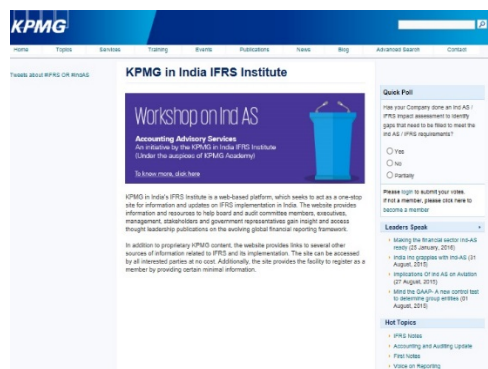 KPMG
Home Topics Services Training Events Publications News Blog Advanced Search Contact
Tweets about #IFRS OR #IndAS
KPMG in India IFRS Institute
Workshop on Ind AS
Accounting Advisory Services
An initiative by the KPMG in India IFRS Institute
(Under the auspices of KPMG Academy)
To know more, click here
KPMG in India's IFRS Institute is a web-based platform, which seeks to act as a one-stop
site for information and updates on IFRS implementation in India. The website provides
information and resources to help board and audit committee members, executives,
management, stakeholders and government representatives gain insight and access
thought leadership publications on the evolving global financial reporting framework.
In addition to proprietary KPMG content, the website provides links to several other
sources of information related to IFRS and its implementation. The site can be accessed
by all interested parties at no cost. Additionally, the site provides the facility to register as a
member by providing certain minimal information.
Quick Poll
Has your Company done an Ind AS /
IFRS impact assessment to identify
gaps that need to be filled to meet the
Ind AS / IFRS requirements?
Yes
No
Partially
Please login to submit your votes.
If not a member, please click here to
become a member
Leaders Speak
Making the financial sector Ind-AS
ready (25 January, 2016)
India Inc grapples with Ind-AS (31
August, 2015)
Implications Of Ind AS on Aviation
(27 August, 2015)
Mind the GAAP- A new control test
to determine group entities (01
August, 2015)
Hot Topics
IFRS Notes
Accounting and Auditing Update
First Notes
Voice on Reporting